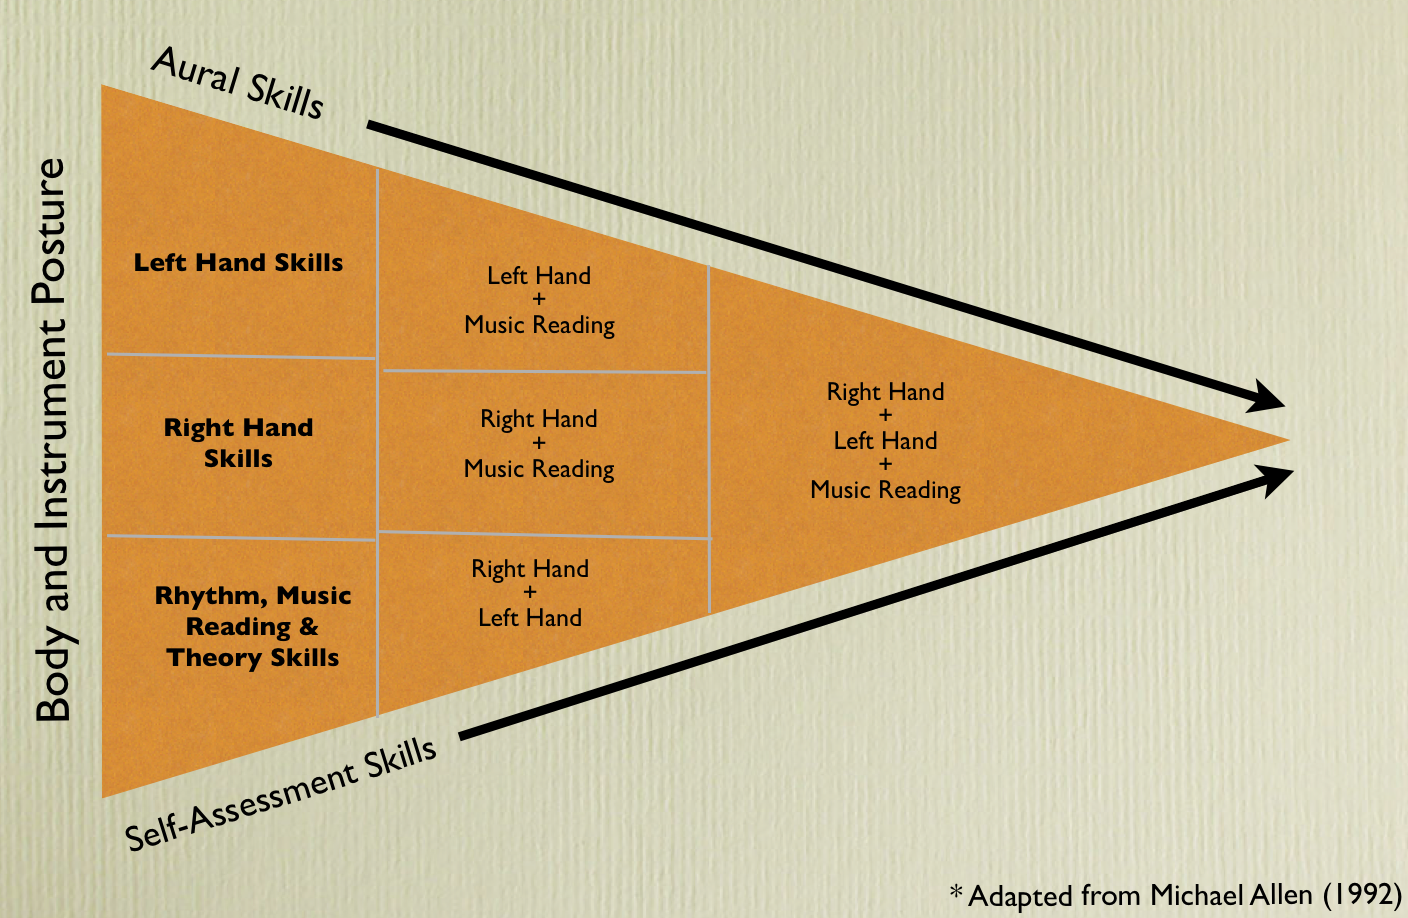 Aural Skills
Body and Instrument Posture
Left Hand Skills
Right Hand
Skills
Rhythm, Music
Reading &
Theory Skills
Left Hand
+
Music Reading
Right Hand
+
Music Reading
Right Hand
+
Left Hand
Right Hand
+
Left Hand
+
Music Reading
Self-Assessment Skills
* Adapted from Michael Allen (1992)